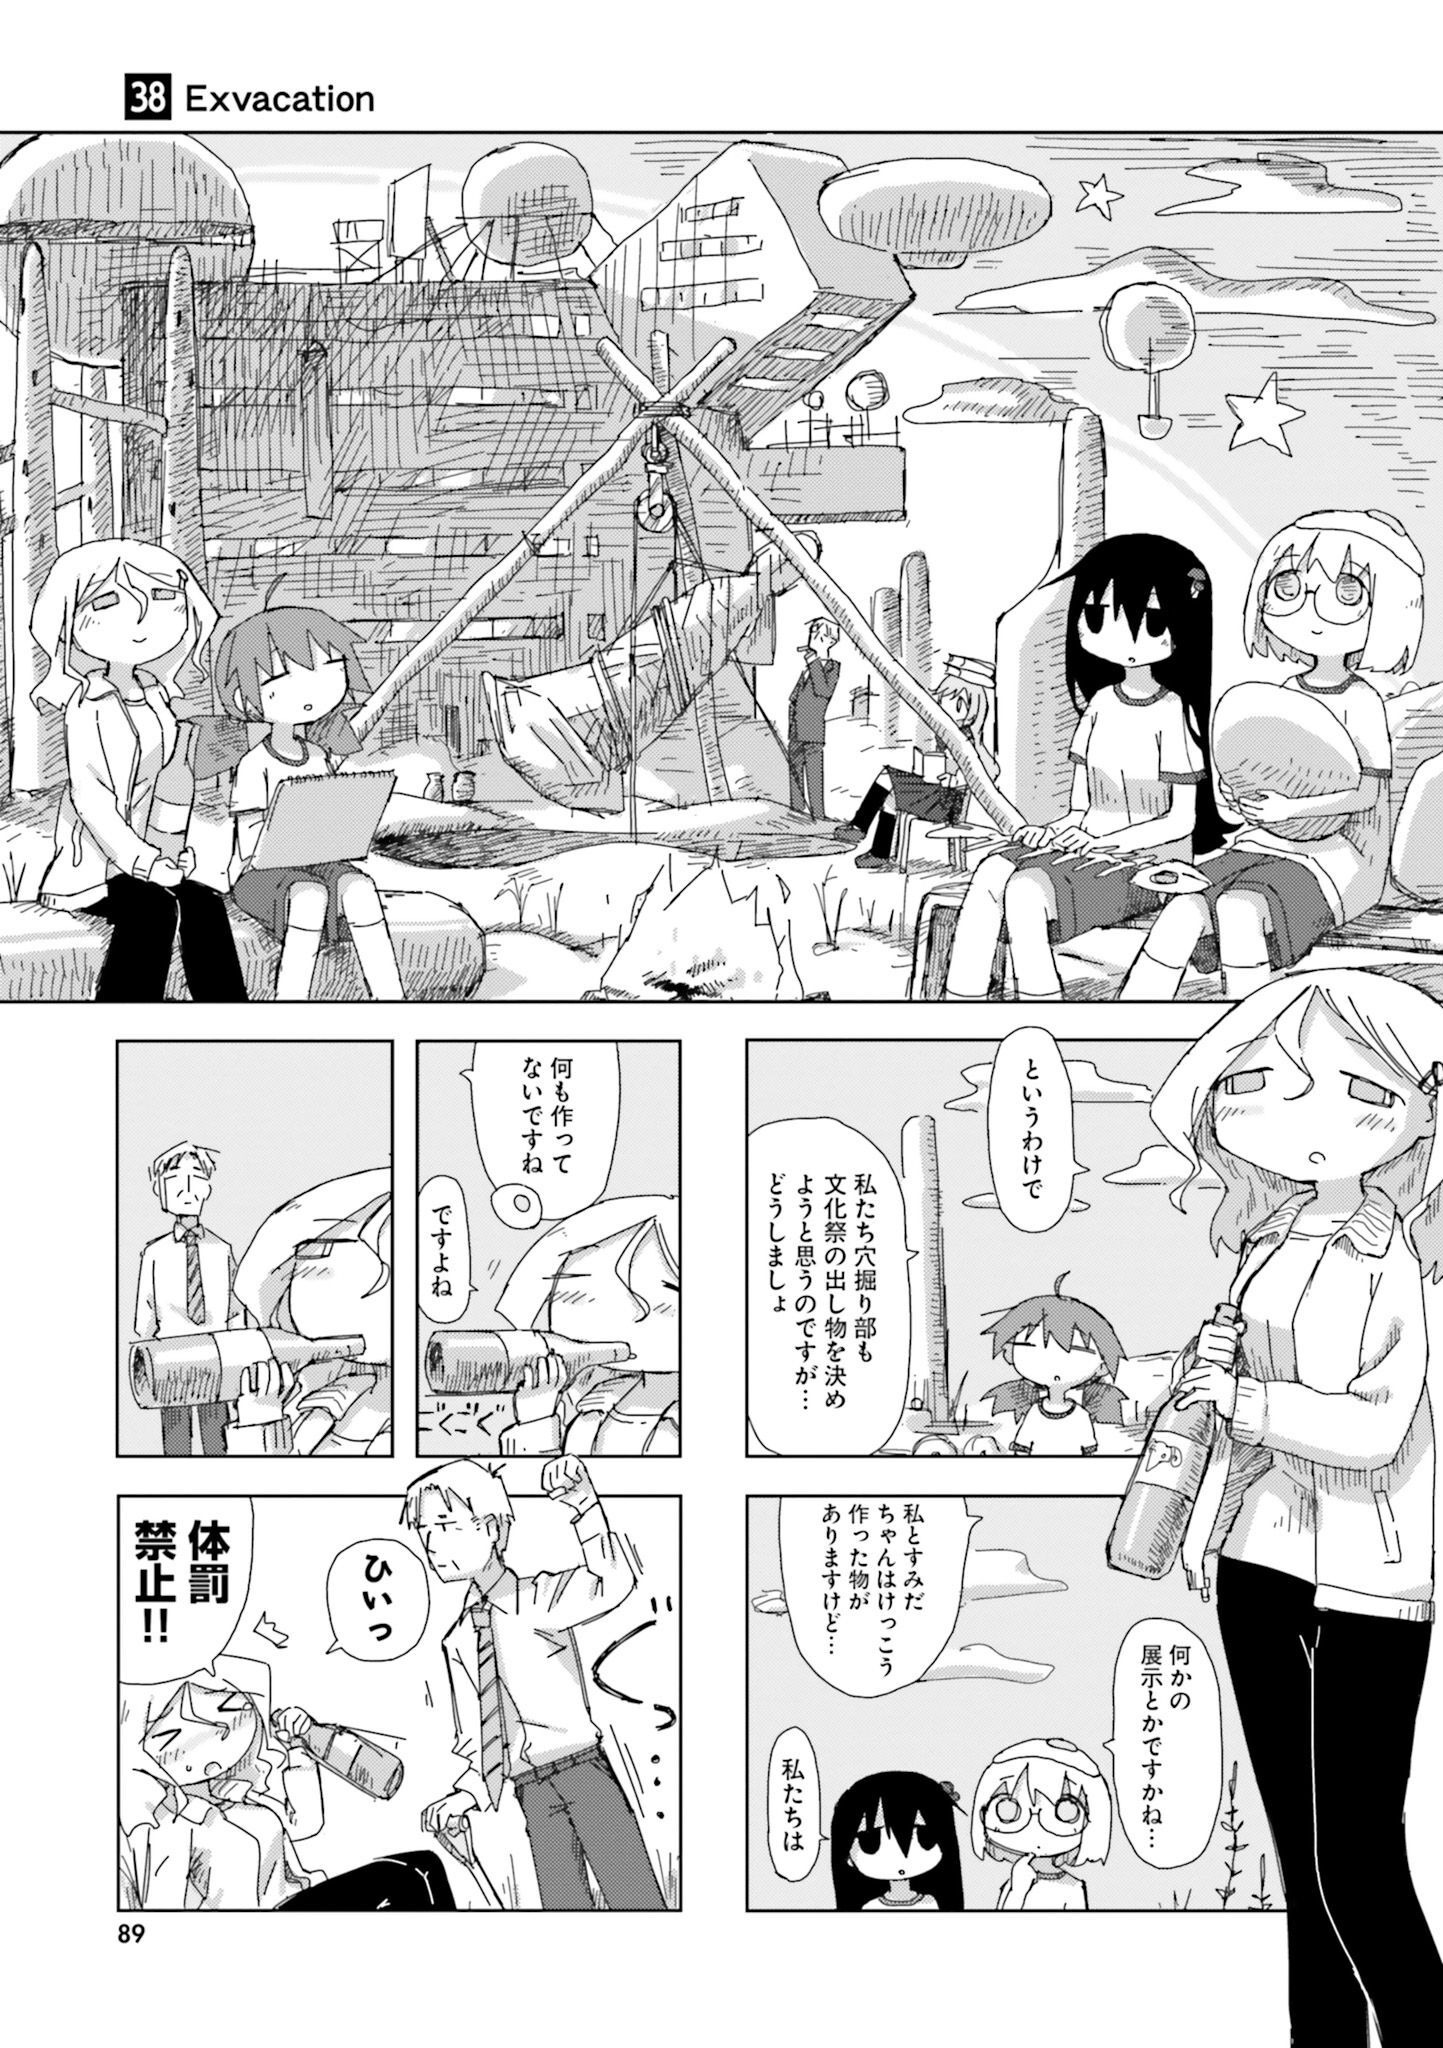 38 Exvacation
というわけで
私たち穴掘り部も
文化祭の出し物を決め
ようと思うのですが…
どうしましょ
何かの
展示とかですかね…
私とすみだ
ちゃんはけっこう
作った物が
ありますけど…
私たちは
何も作って
ないですね
ですよね
ごくごくご
ひいっ
体罰
禁止!!
89